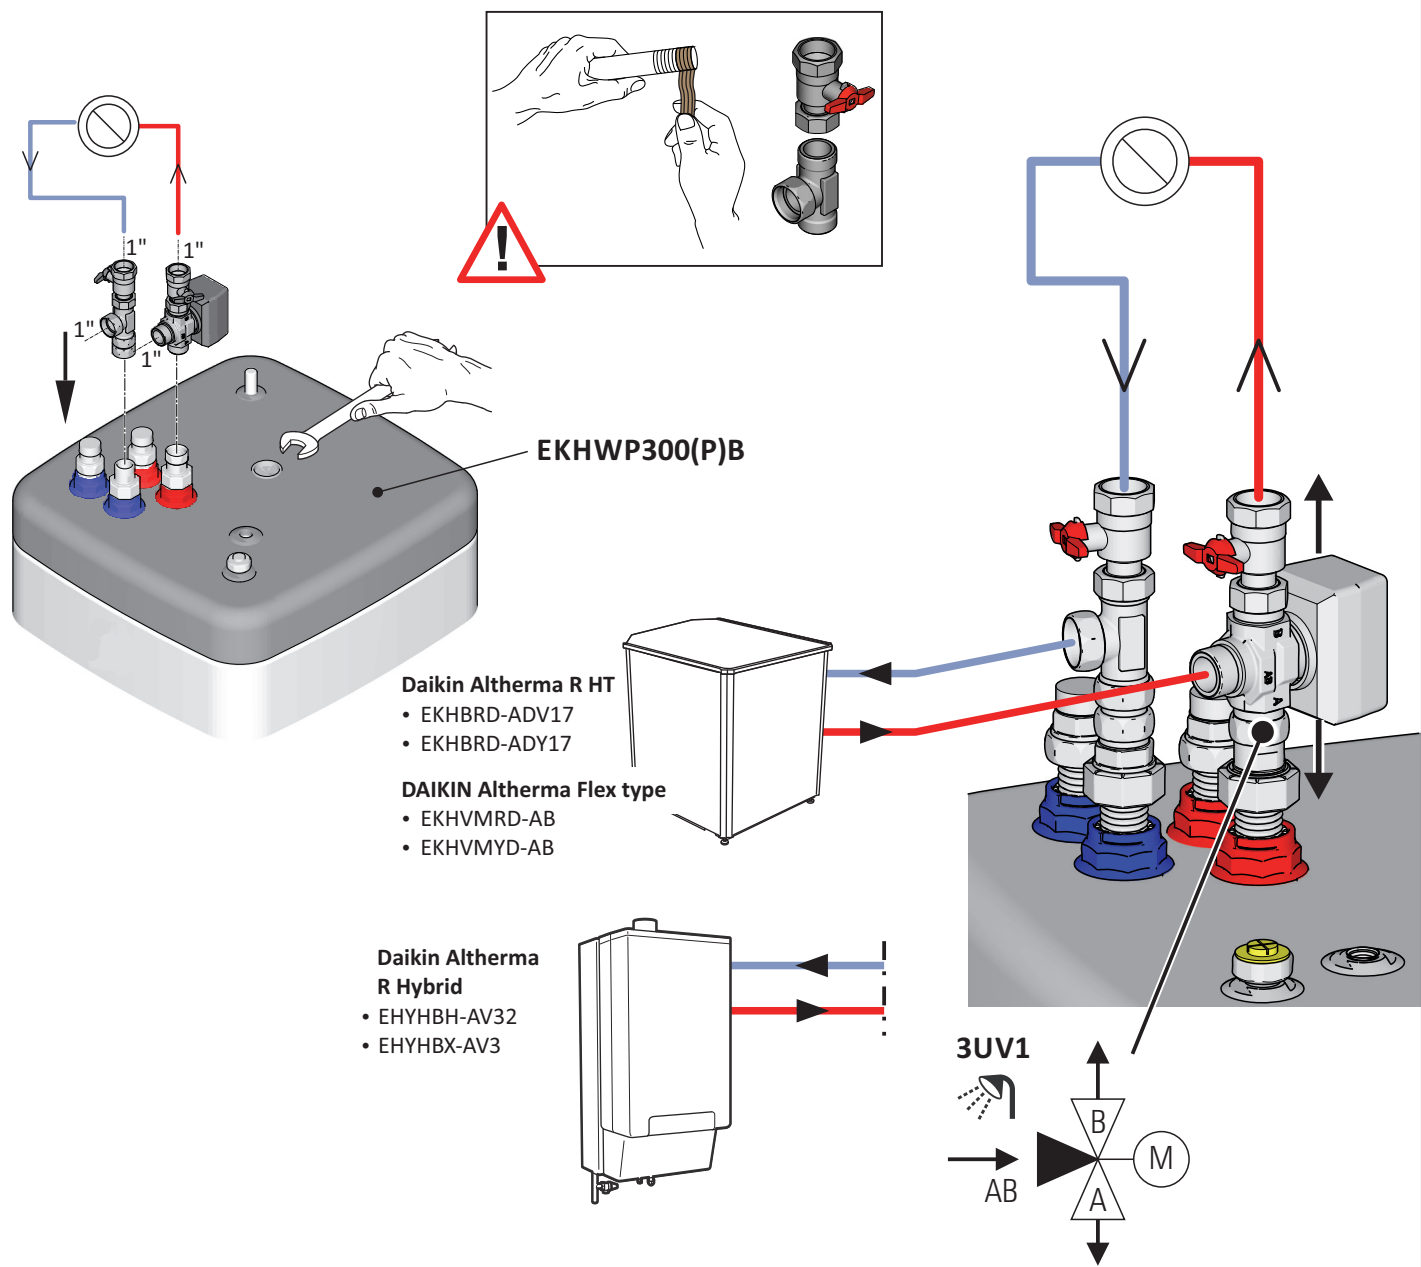 !
1"
1"
1"
1"
EKHWP300(P)B
Daikin Altherma R HT
• EKHBRD-ADV17
• EKHBRD-ADY17
DAIKIN Altherma Flex type
• EKHVMRD-AB
• EKHVMYD-AB
B
AB
A
Daikin Altherma
R Hybrid
• EHYHBH-AV32
• EHYHBX-AV3
3UV1
B
M
AB
A